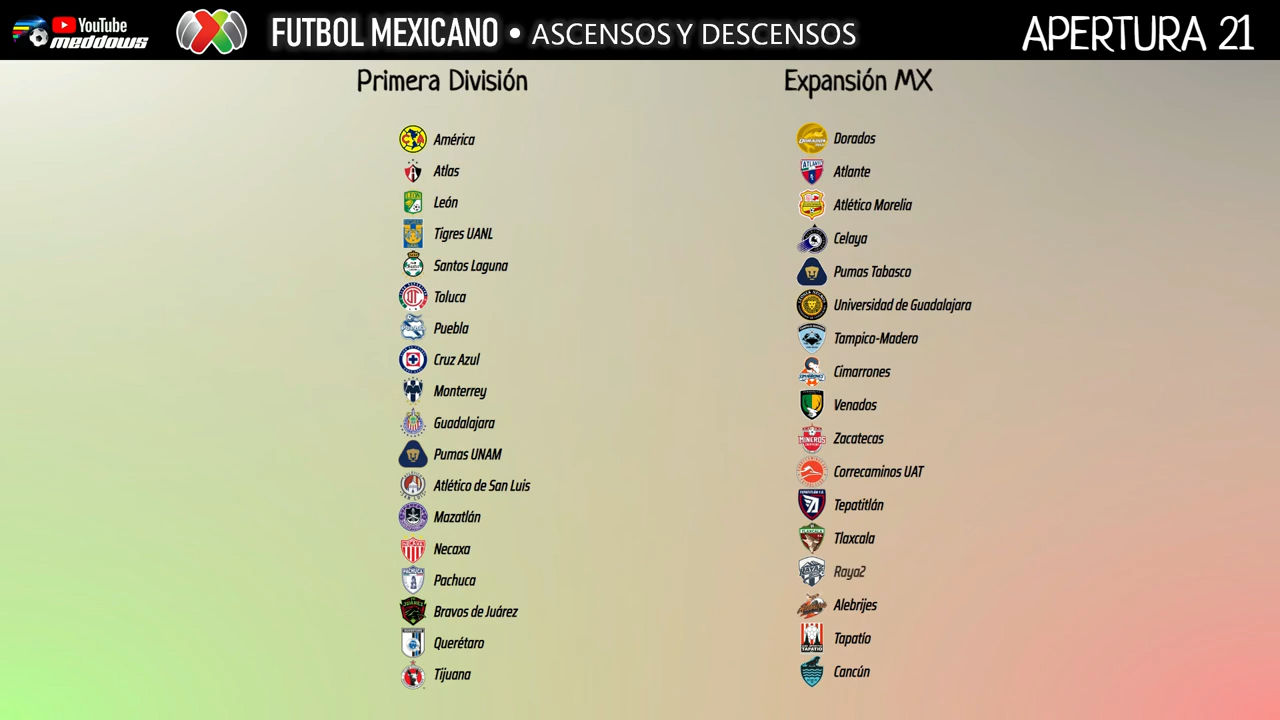 YouTube
meddows
FUTBOL MEXICANO • ASCENSOS Y DESCENSOS
APERTURA 21
Primera División
América
Atlas
León
Tigres UANL
Santos Laguna
Toluca
Puebla
Cruz Azul
Monterrey
Guadalajara
Pumas UNAM
Atlético de San Luis
Mazatlán
Necaxa
Pachuca
Bravos de Juárez
Querétaro
Tijuana
Expansión MX
Dorados
Atlante
Atlético Morelia
Celaya
Pumas Tabasco
Universidad de Guadalajara
Tampico-Madero
Cimarrones
Venados
Zacatecas
Correcaminos UAT
Tepatitlán
Tlaxcala
Raya2
Alebrijes
Tapatío
Cancún